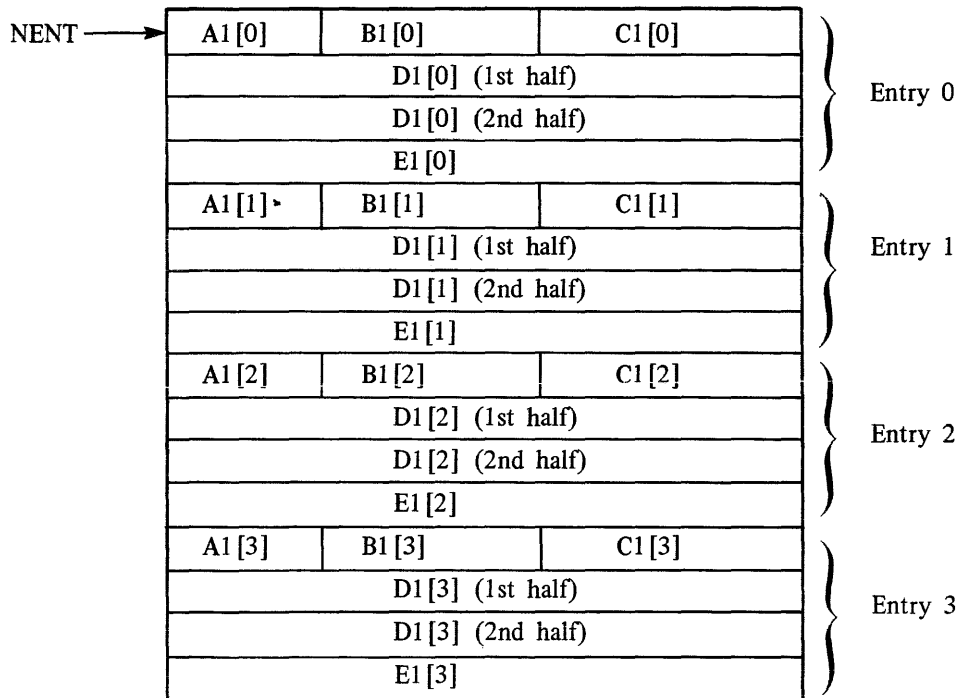 NENT A1[0] B1[0] C1[0]
D1[0] (1st half)
Entry 0
D1[0] (2nd half)
E1[0]
A1[1] B1[1] C1[1]
D1[1] (1st half)
Entry 1
D1[1] (2nd half)
E1[1]
A1[2] B1[2] C1[2]
D1[2] (1st half)
Entry 2
D1[2] (2nd half)
E1[2]
A1[3] B1[3] C1[3]
D1[3] (1st half)
Entry 3
D1[3] (2nd half)
E1[3]